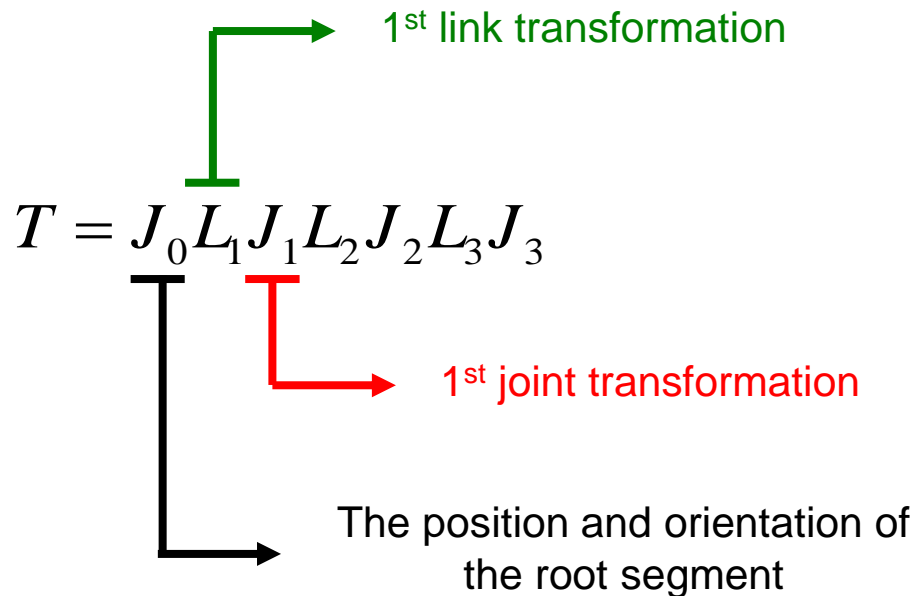 1st link transformation
T = J0L1J1L2J2L3J3
1st joint transformation
The position and orientation of
the root segment